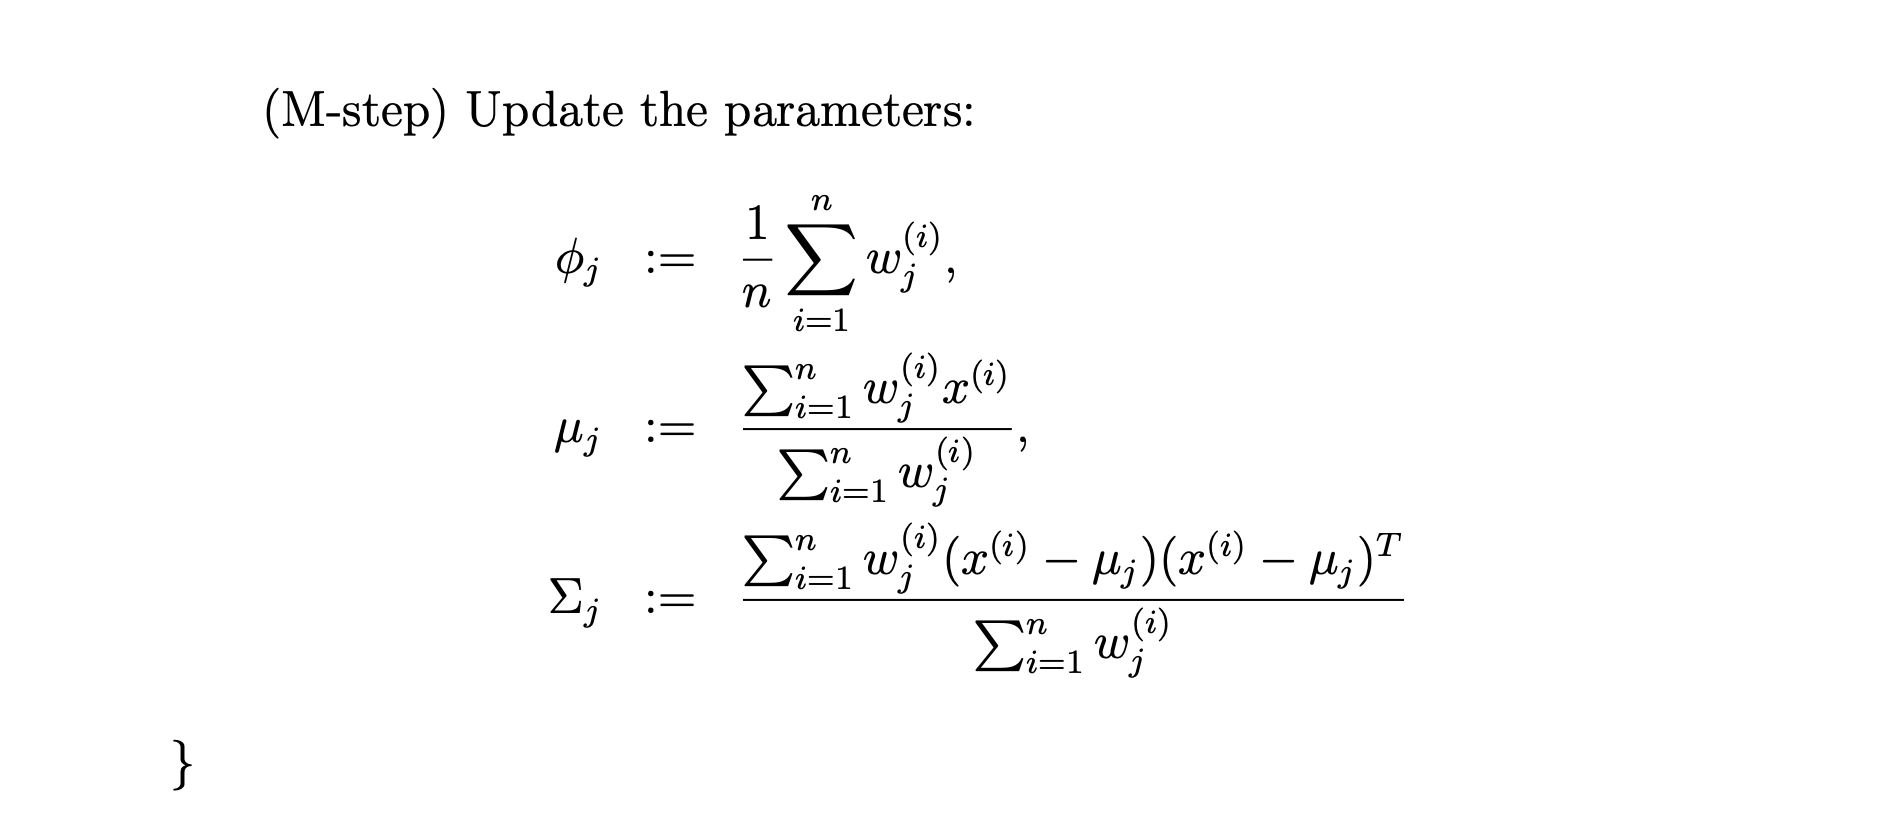 (M-step) Update the parameters:
$\phi_j := \frac{1}{n} \sum_{i=1}^{n} w_j^{(i)},$
$\mu_j := \frac{\sum_{i=1}^{n} w_j^{(i)} x^{(i)}}{\sum_{i=1}^{n} w_j^{(i)}},$
$\Sigma_j := \frac{\sum_{i=1}^{n} w_j^{(i)} (x^{(i)} - \mu_j)(x^{(i)} - \mu_j)^T}{\sum_{i=1}^{n} w_j^{(i)}}$
}